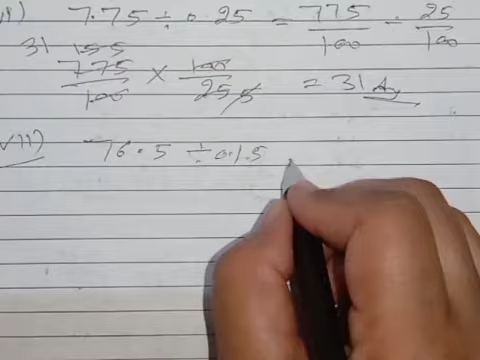 7.75 ÷ 0.25 = 775/100 ÷ 25/100
31 155
775/100 × 100/25 5 = 31 Ans
VII) 76.5 ÷ 0.15